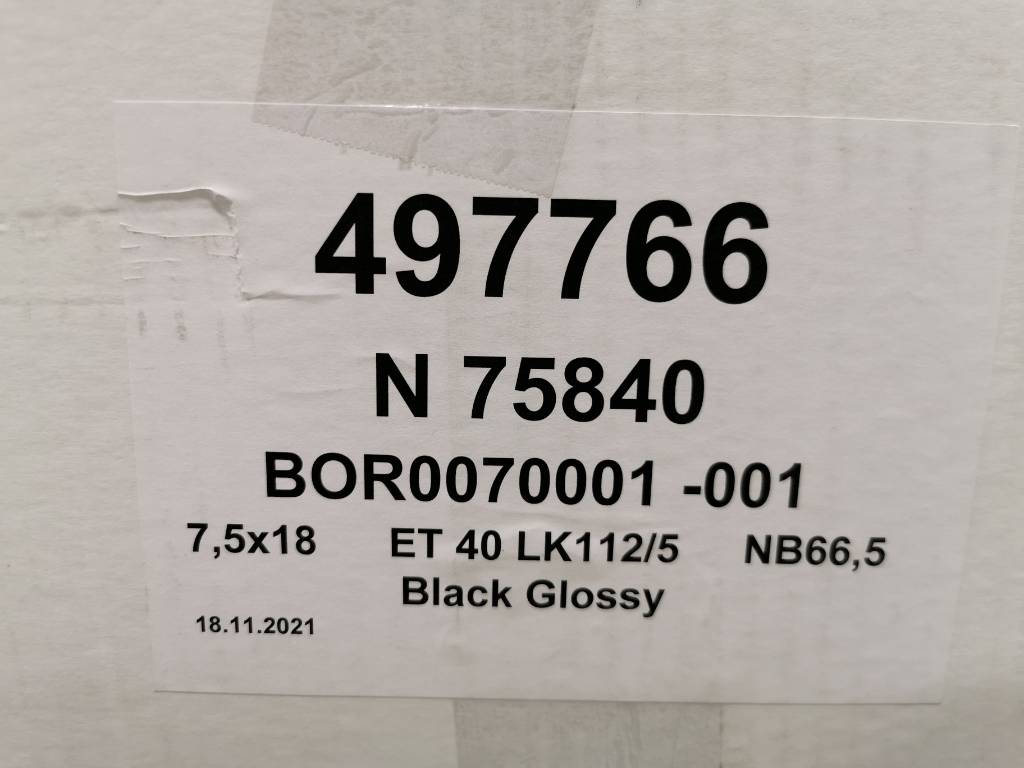 497766
N 75840
BOR0070001 -001
7,5x18 ET 40 LK112/5 NB66,5
Black Glossy
18.11.2021